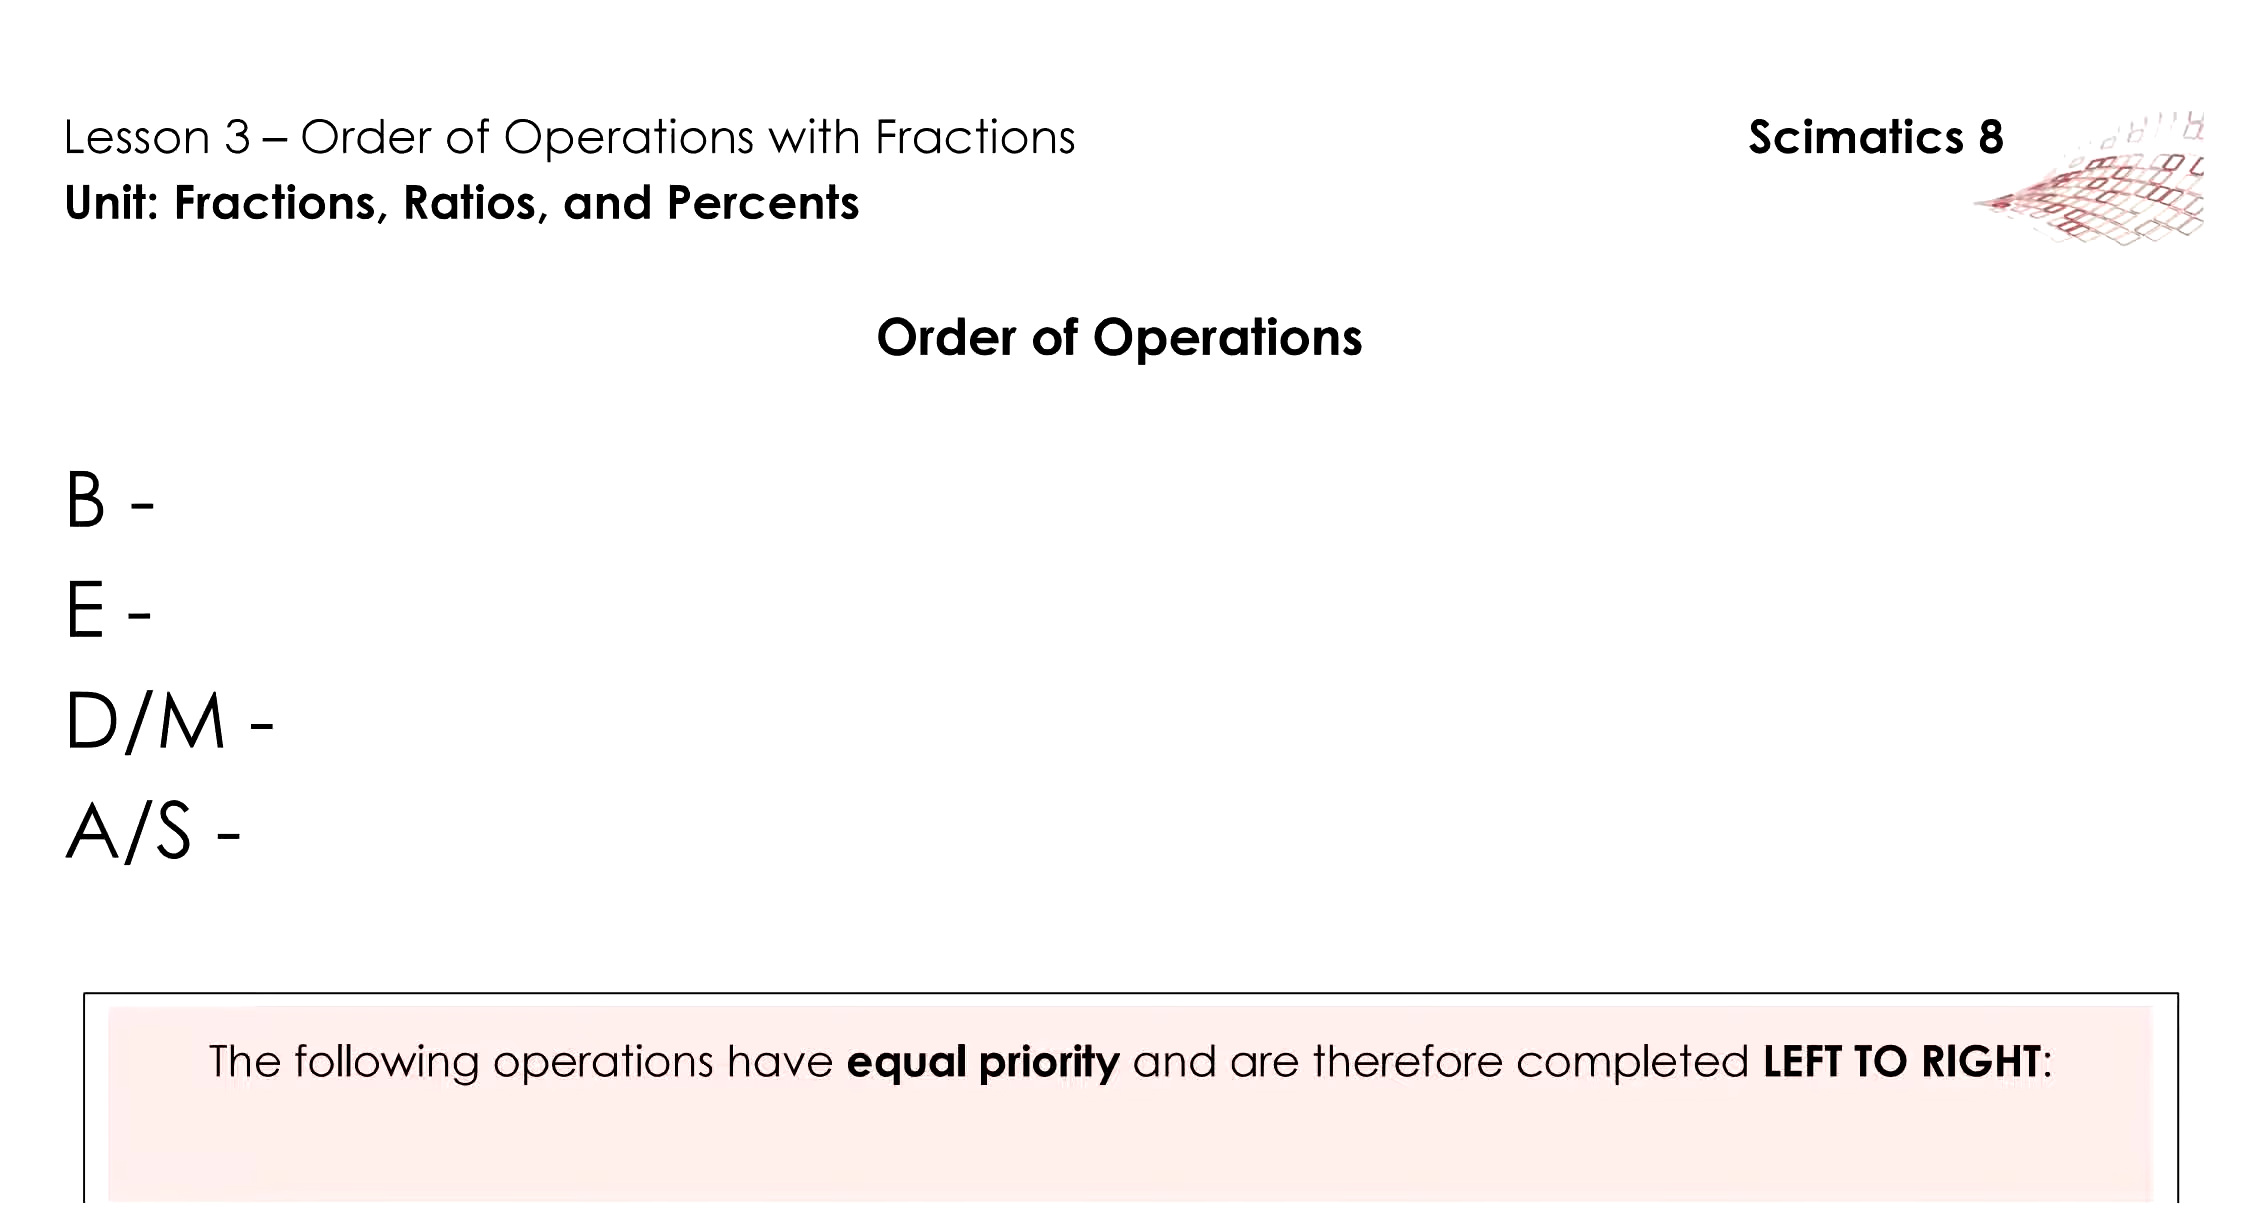 Lesson 3 – Order of Operations with Fractions
Scimatics 8
Unit: Fractions, Ratios, and Percents
Order of Operations
B -
E -
D/M -
A/S -
The following operations have equal priority and are therefore completed LEFT TO RIGHT: